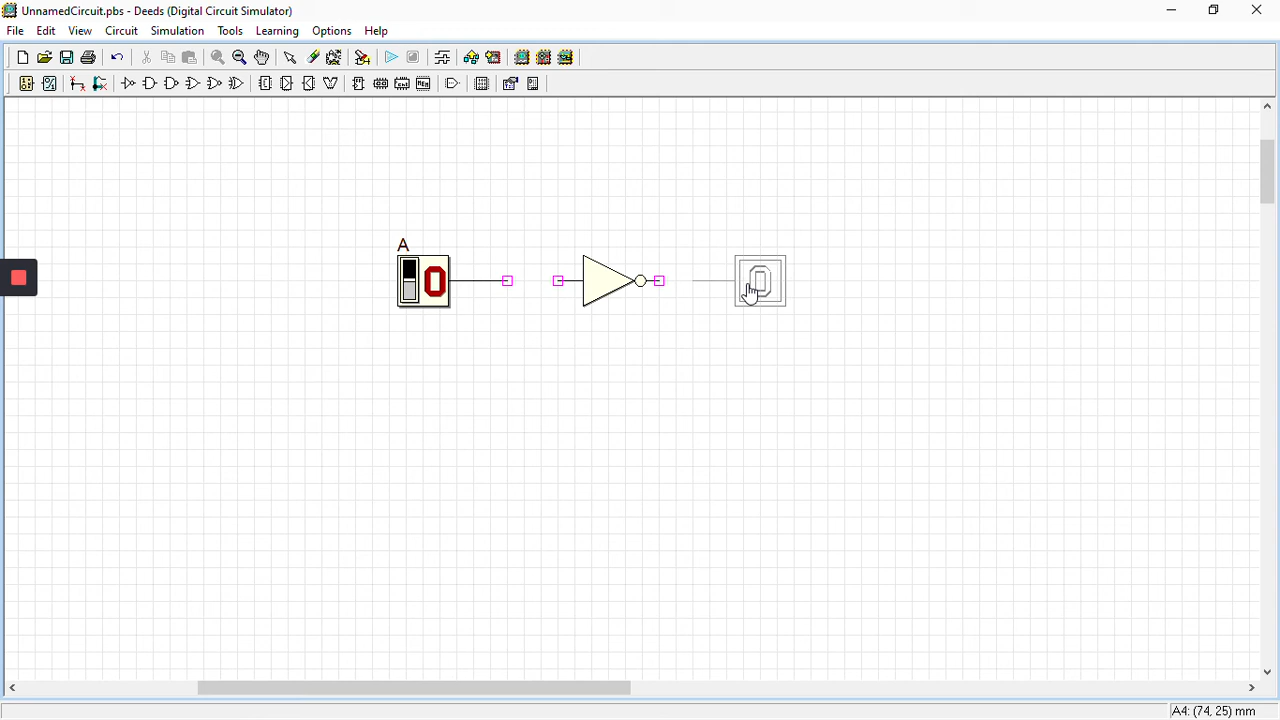 UnnamedCircuit.pbs - Deeds (Digital Circuit Simulator)
File Edit View Circuit Simulation Tools Learning Options Help
A
0 0
A4: (74, 25) mm